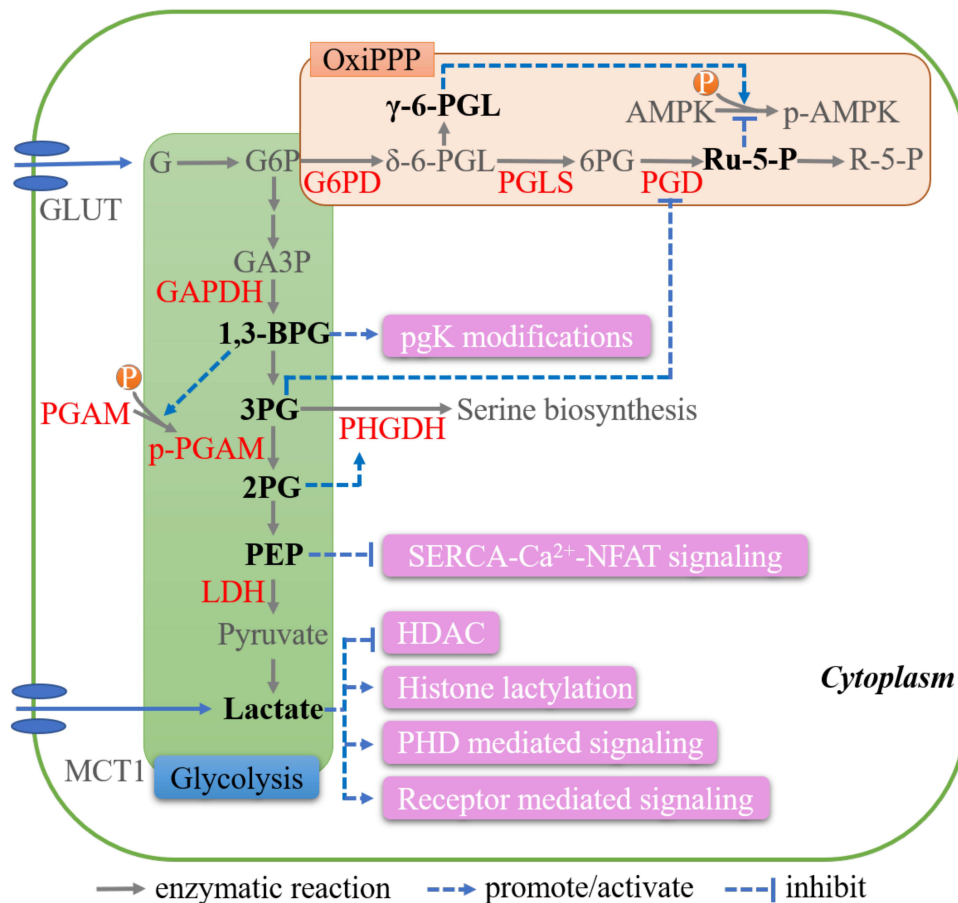 OxiPPP
γ-6-PGL
P
AMPK
p-AMPK
G
G6P
δ-6-PGL
6PG
Ru-5-P
R-5-P
G6PD
PGLS
PGD
GLUT
GA3P
GAPDH
1,3-BPG
pgK modifications
P
PGAM
3PG
Serine biosynthesis
p-PGAM
PHGDH
2PG
PEP
SERCA-Ca²⁺-NFAT signaling
LDH
Pyruvate
HDAC
Histone lactylation
Cytoplasm
Lactate
PHD mediated signaling
MCT1
Glycolysis
Receptor mediated signaling
enzymatic reaction
promote/activate
inhibit